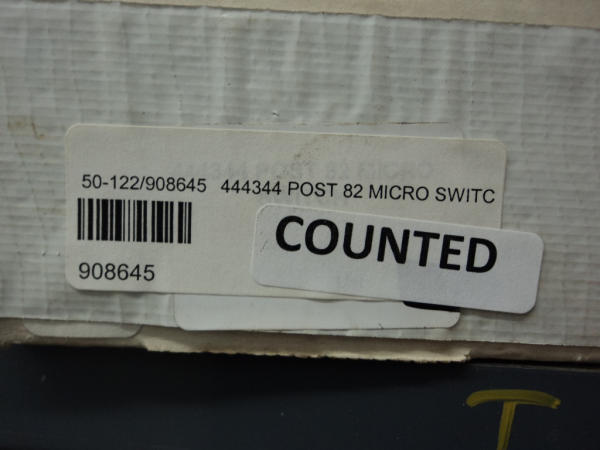 50-122/908645 444344 POST 82 MICRO SWITC
COUNTED
908645
T